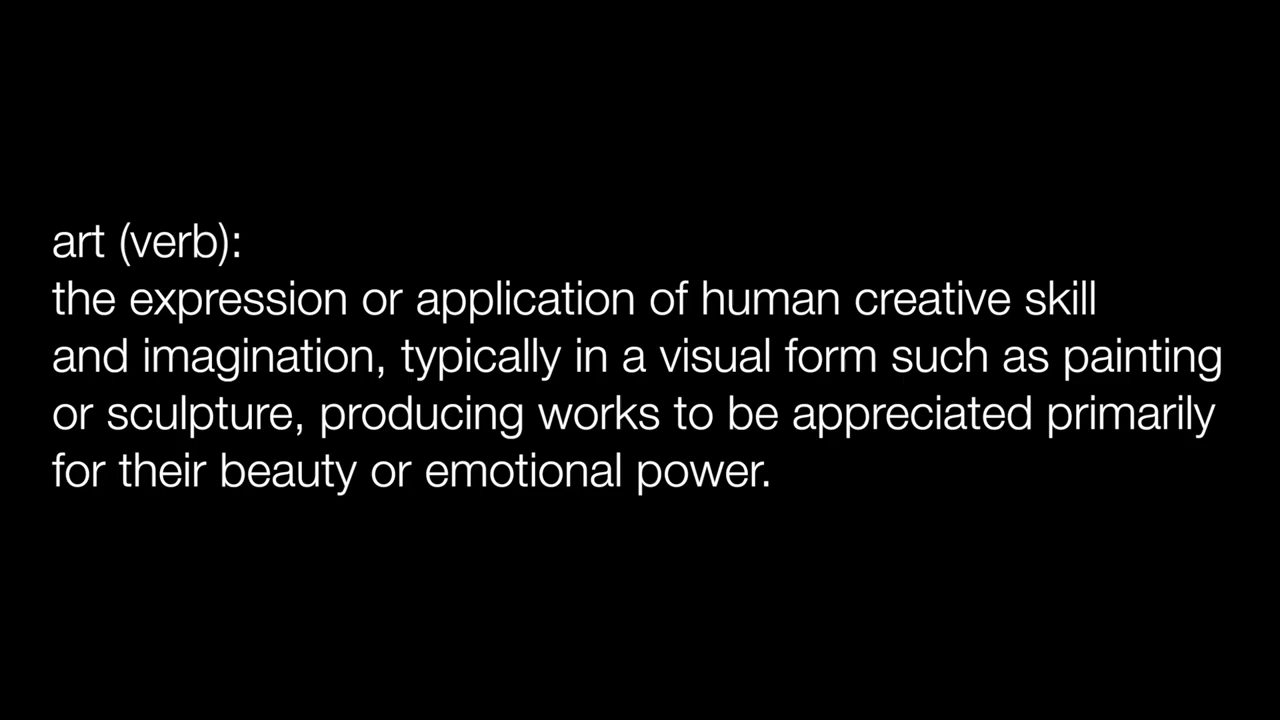 art (verb):
the expression or application of human creative skill
and imagination, typically in a visual form such as painting
or sculpture, producing works to be appreciated primarily
for their beauty or emotional power.